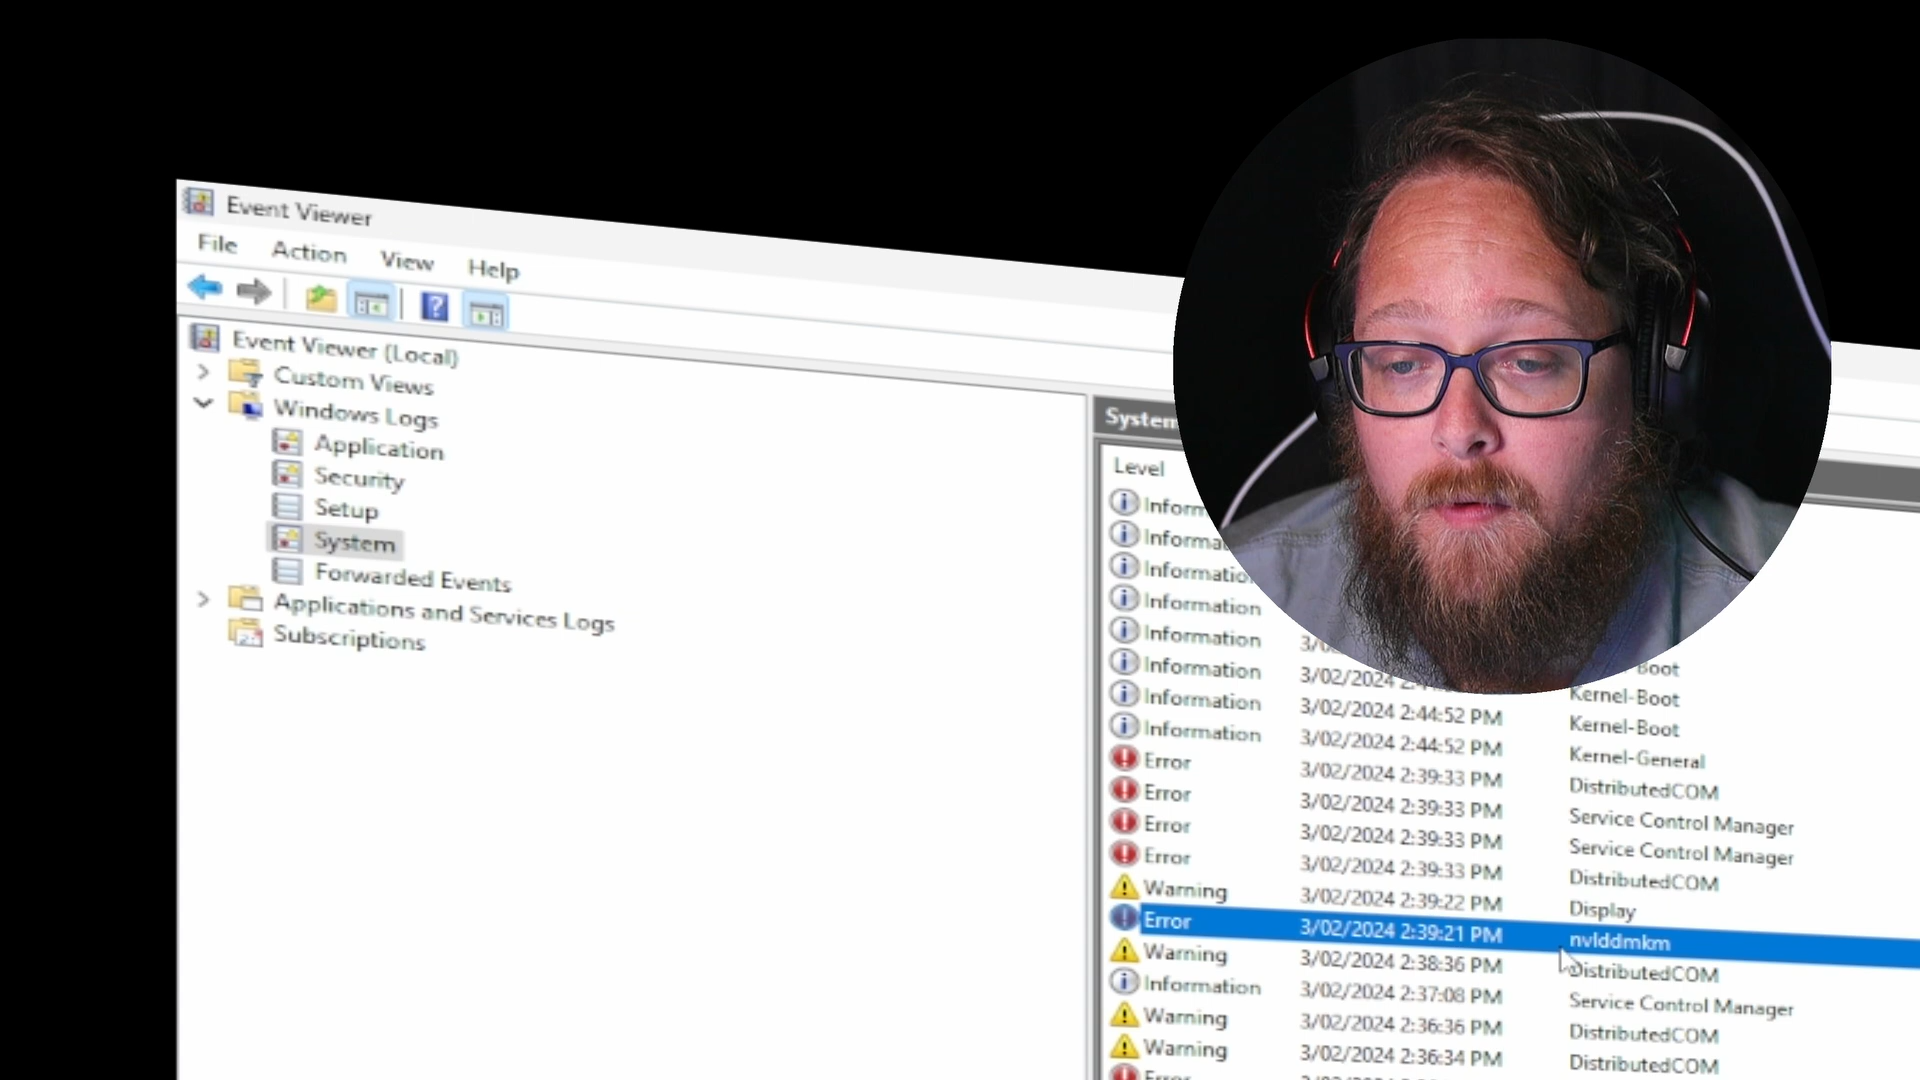 Event Viewer
File Action View Help
Event Viewer (Local)
Custom Views
Windows Logs
Application
Security
Setup
System
Forwarded Events
Applications and Services Logs
Subscriptions
System
Level
Information
Information
Information
Information
Information
Information 3/02/2024 Boot
Information 3/02/2024 2:44:52 PM Kernel-Boot
Information 3/02/2024 2:44:52 PM Kernel-Boot
Error 3/02/2024 2:39:33 PM Kernel-General
Error 3/02/2024 2:39:33 PM DistributedCOM
Error 3/02/2024 2:39:33 PM Service Control Manager
Error 3/02/2024 2:39:33 PM Service Control Manager
Warning 3/02/2024 2:39:22 PM DistributedCOM
Display
Error 3/02/2024 2:39:21 PM nvlddmkm
Warning 3/02/2024 2:38:36 PM DistributedCOM
Information 3/02/2024 2:37:08 PM Service Control Manager
Warning 3/02/2024 2:36:36 PM DistributedCOM
Warning 3/02/2024 2:36:34 PM DistributedCOM
Error